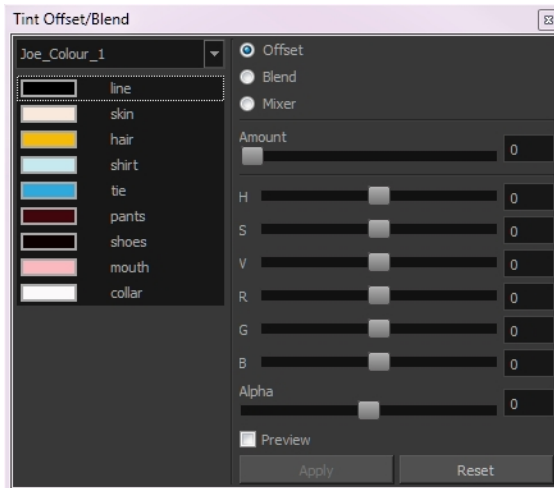 Tint Offset/Blend
Joe_Colour_1
line
skin
hair
shirt
tie
pants
shoes
mouth
collar
Offset
Blend
Mixer
Amount
0
H 0
S 0
V 0
R 0
G 0
B 0
Alpha
0
Preview
Apply Reset